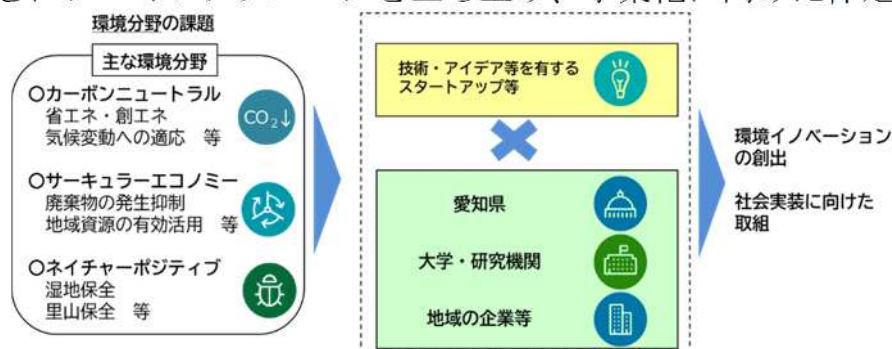 環境分野の課題
主な環境分野
〇カーボンニュートラル
省エネ・創エネ
気候変動への適応　等
CO₂↓
〇サーキュラーエコノミー
廃棄物の発生抑制
地域資源の有効活用　等
〇ネイチャーポジティブ
湿地保全
里山保全　等
技術・アイデア等を有する
スタートアップ等
愛知県
大学・研究機関
地域の企業等
環境イノベーション
の創出
社会実装に向けた
取組